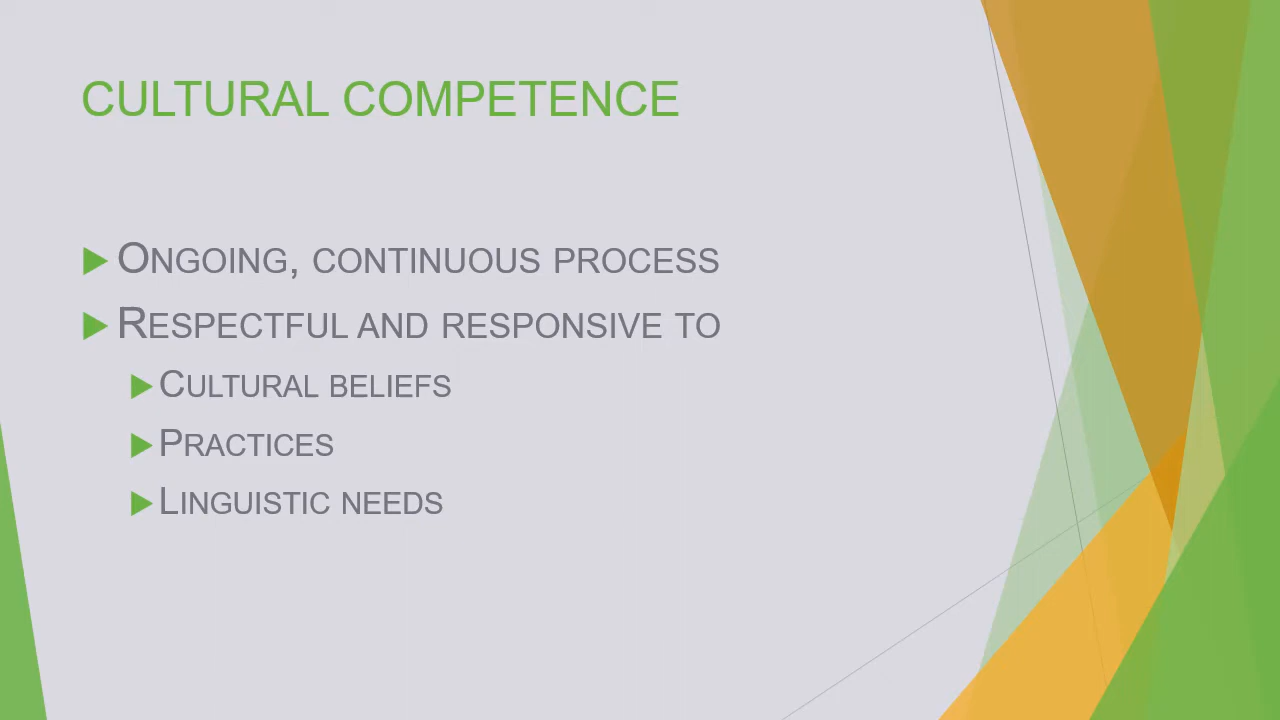 CULTURAL COMPETENCE
ONGOING, CONTINUOUS PROCESS
RESPECTFUL AND RESPONSIVE TO
CULTURAL BELIEFS
PRACTICES
LINGUISTIC NEEDS